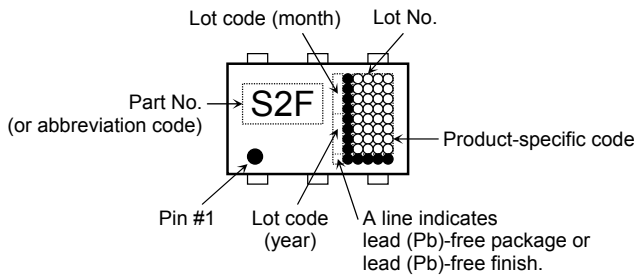 Lot code (month)
Lot No.
Part No.
(or abbreviation code)
S2F
Product-specific code
Pin #1
Lot code
(year)
A line indicates
lead (Pb)-free package or
lead (Pb)-free finish.